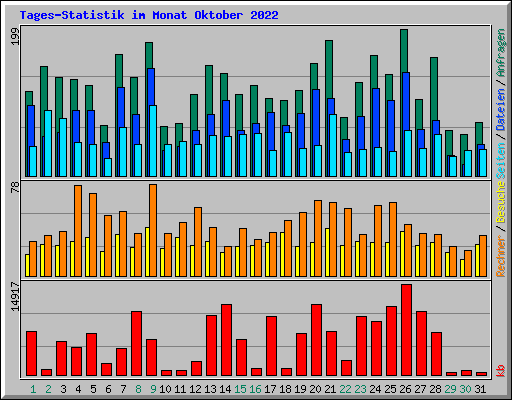 Tages-Statistik im Monat Oktober 2022
199
78
14917
Rechner / Besuche Seiten / Dateien / Anfragen
kb
1 2 3 4 5 6 7 8 9 10 11 12 13 14 15 16 17 18 19 20 21 22 23 24 25 26 27 28 29 30 31